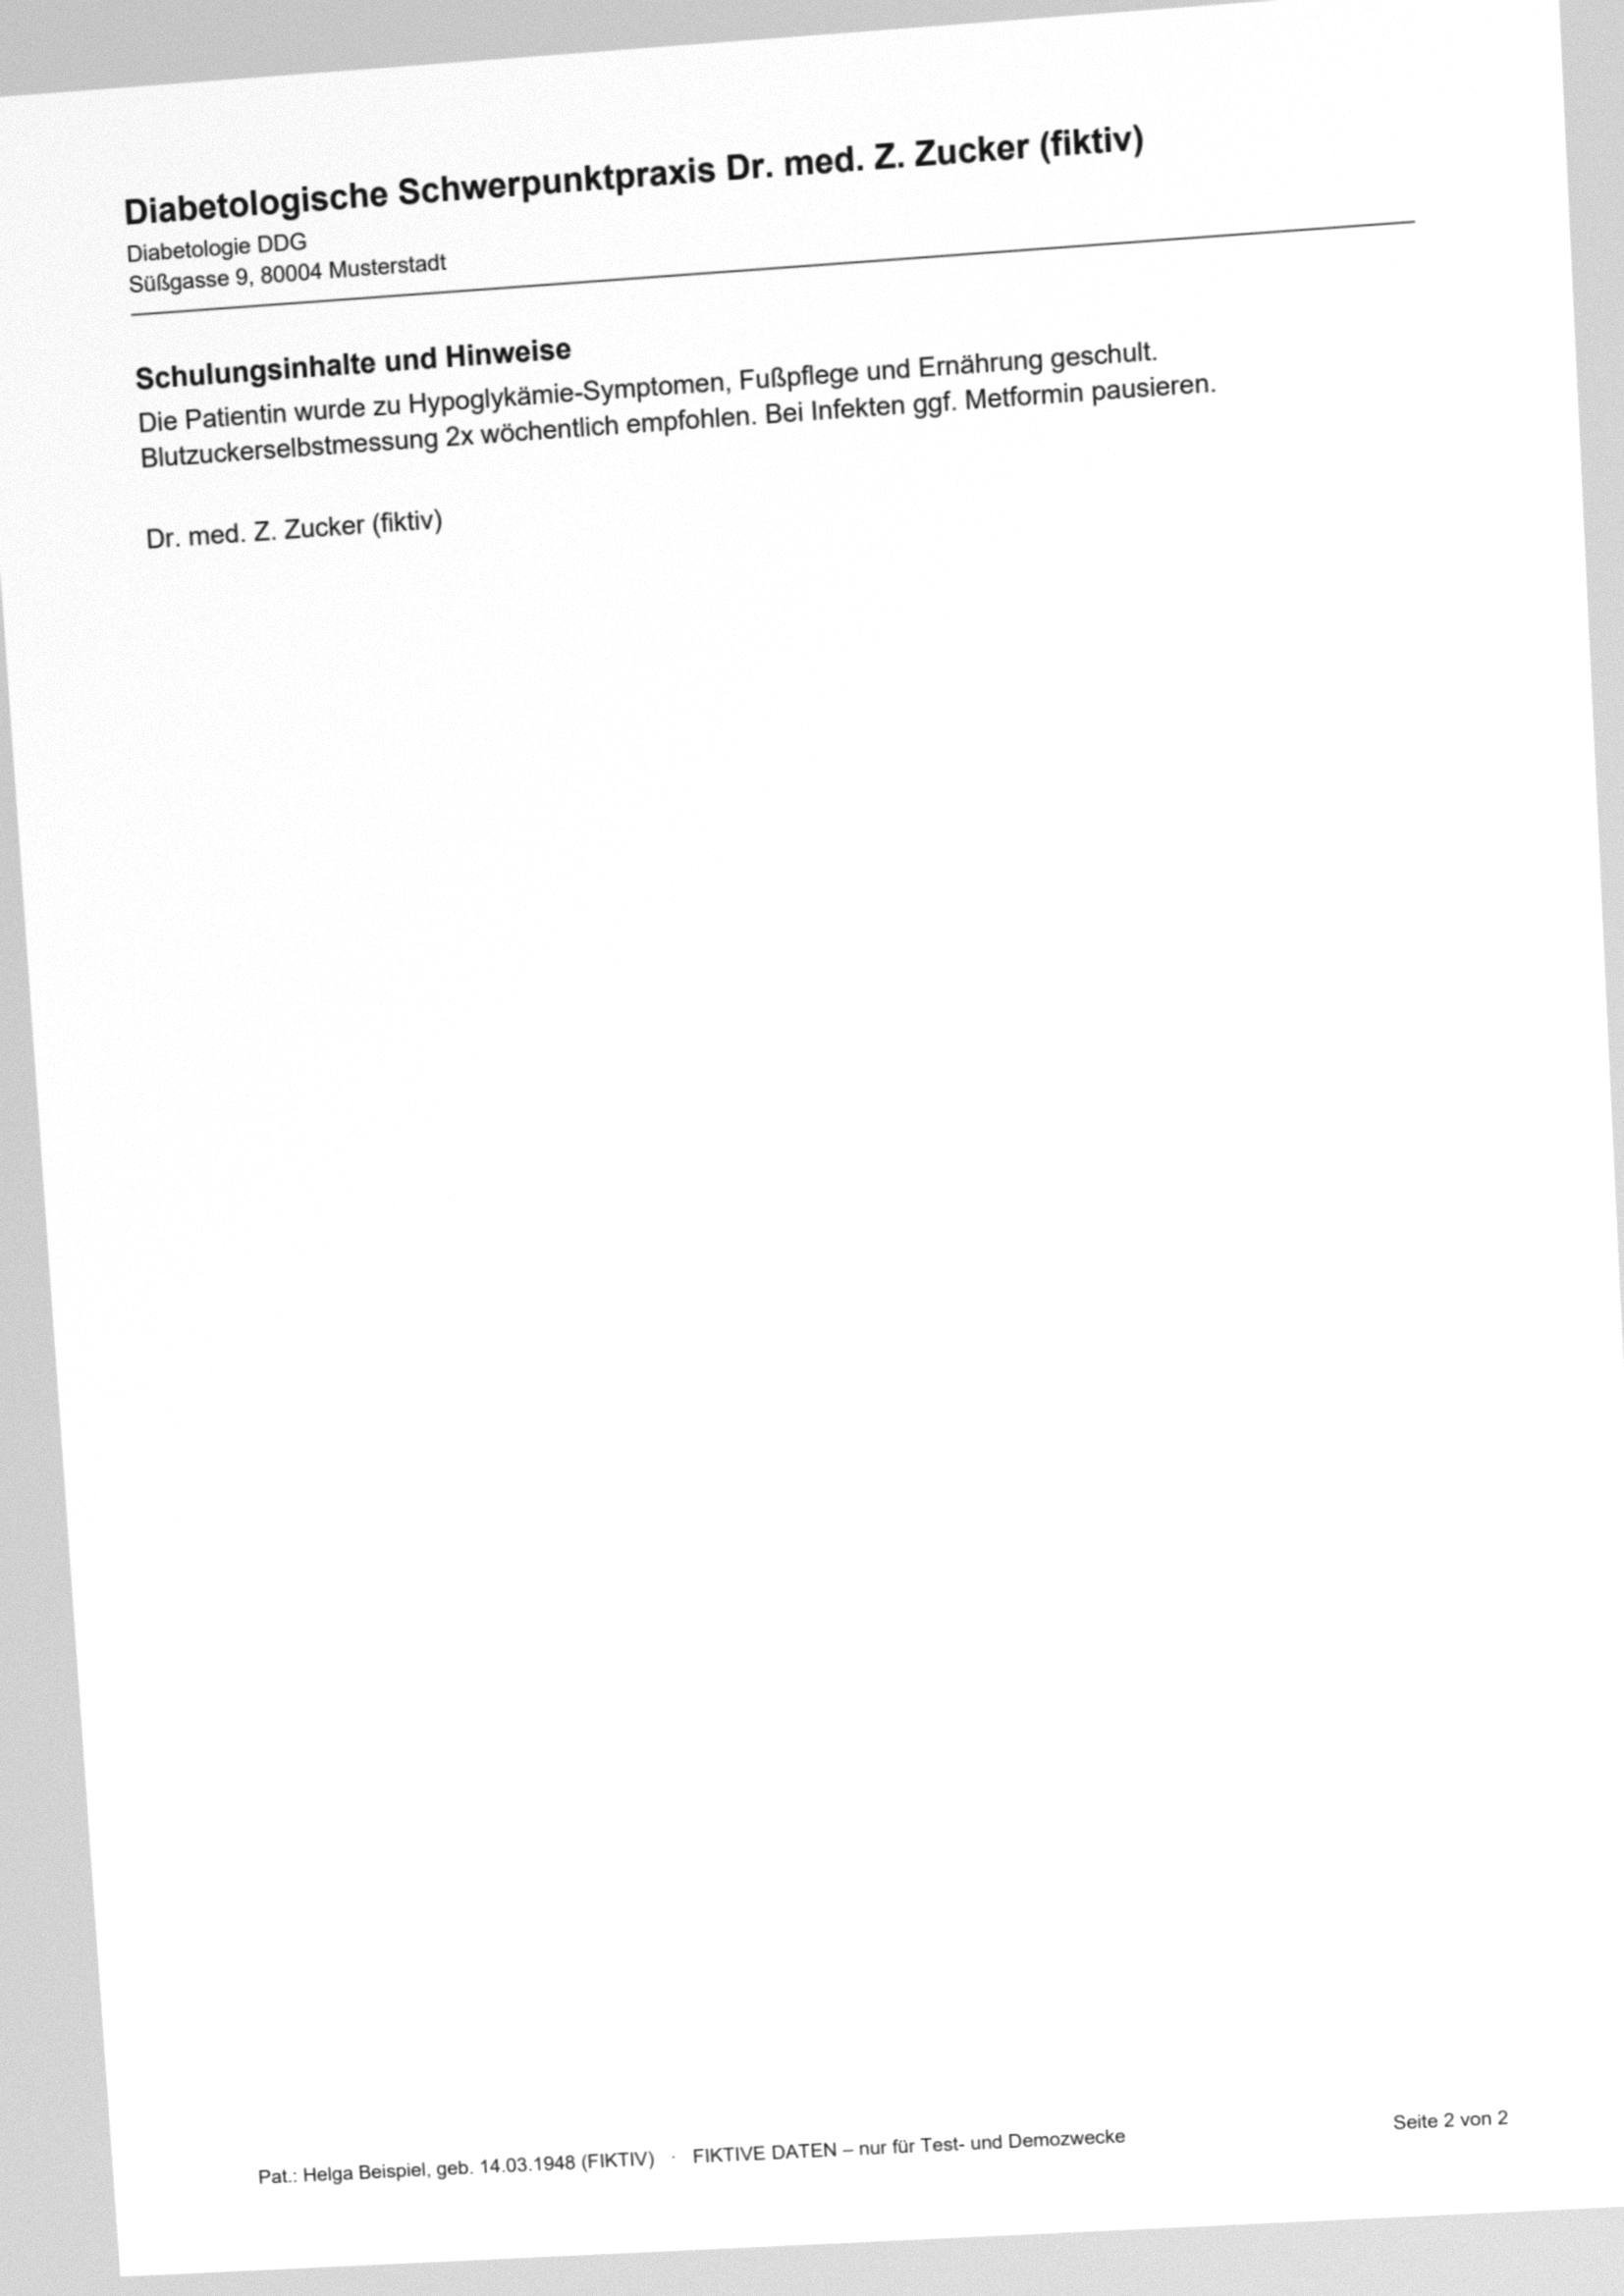 Diabetologische Schwerpunktpraxis Dr. med. Z. Zucker (fiktiv)
Diabetologie DDG
Süßgasse 9, 80004 Musterstadt
Schulungsinhalte und Hinweise
Die Patientin wurde zu Hypoglykämie-Symptomen, Fußpflege und Ernährung geschult.
Blutzuckerselbstmessung 2x wöchentlich empfohlen. Bei Infekten ggf. Metformin pausieren.
Dr. med. Z. Zucker (fiktiv)
Pat.: Helga Beispiel, geb. 14.03.1948 (FIKTIV) · FIKTIVE DATEN – nur für Test- und Demozwecke
Seite 2 von 2